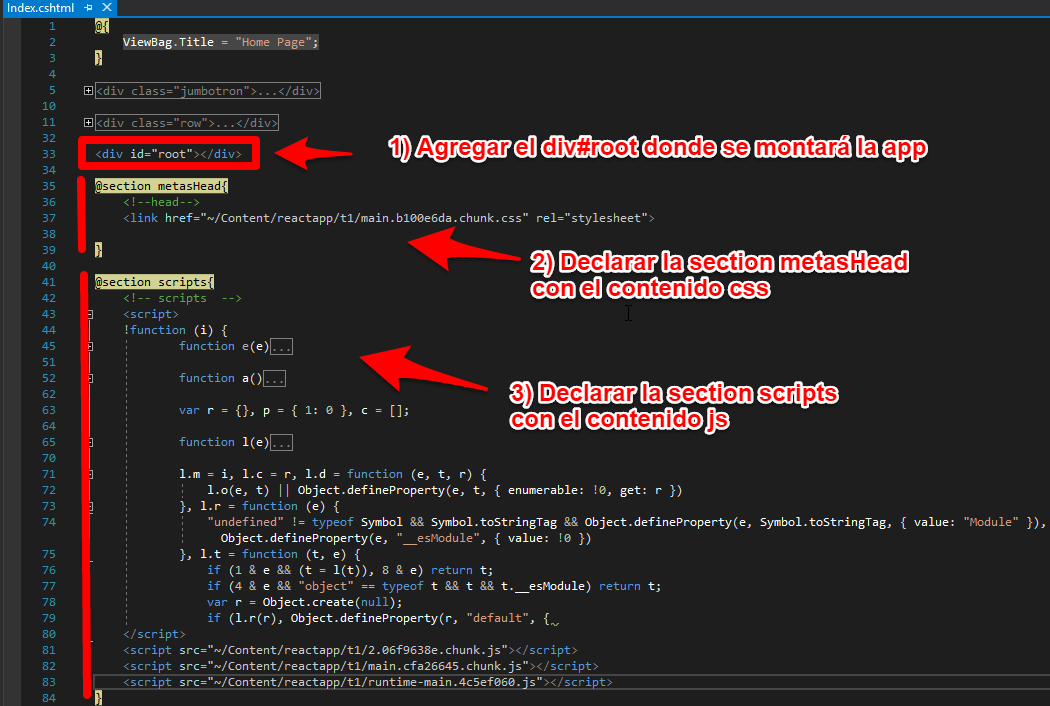 Index.cshtml
1 @{
2 ViewBag.Title = "Home Page";
3 }
4
5 <div class="jumbotron">...</div>
10
11 <div class="row">...</div>
32
33 <div id="root"></div>
1) Agregar el div#root donde se montará la app
34
35 @section metasHead{
36 <!--head-->
37 <link href="~/Content/reactapp/t1/main.b100e6da.chunk.css" rel="stylesheet">
38
39 }
2) Declarar la section metasHead
con el contenido css
40
41 @section scripts{
42 <!-- scripts -->
43 <script>
44 !function (i) {
45 function e(e)...
51
52 function a()...
62
3) Declarar la section scripts
con el contenido js
63 var r = {}, p = { 1: 0 }, c = [];
64
65 function l(e)...
70
71 l.m = i, l.c = r, l.d = function (e, t, r) {
72 l.o(e, t) || Object.defineProperty(e, t, { enumerable: !0, get: r })
73 }, l.r = function (e) {
74 "undefined" != typeof Symbol && Symbol.toStringTag && Object.defineProperty(e, Symbol.toStringTag, { value: "Module" }),
Object.defineProperty(e, "__esModule", { value: !0 })
75 }, l.t = function (t, e) {
76 if (1 & e && (t = l(t)), 8 & e) return t;
77 if (4 & e && "object" == typeof t && t && t.__esModule) return t;
78 var r = Object.create(null);
79 if (l.r(r), Object.defineProperty(r, "default", {
80 </script>
81 <script src="~/Content/reactapp/t1/2.06f9638e.chunk.js"></script>
82 <script src="~/Content/reactapp/t1/main.cfa26645.chunk.js"></script>
83 <script src="~/Content/reactapp/t1/runtime-main.4c5ef060.js"></script>
84 }